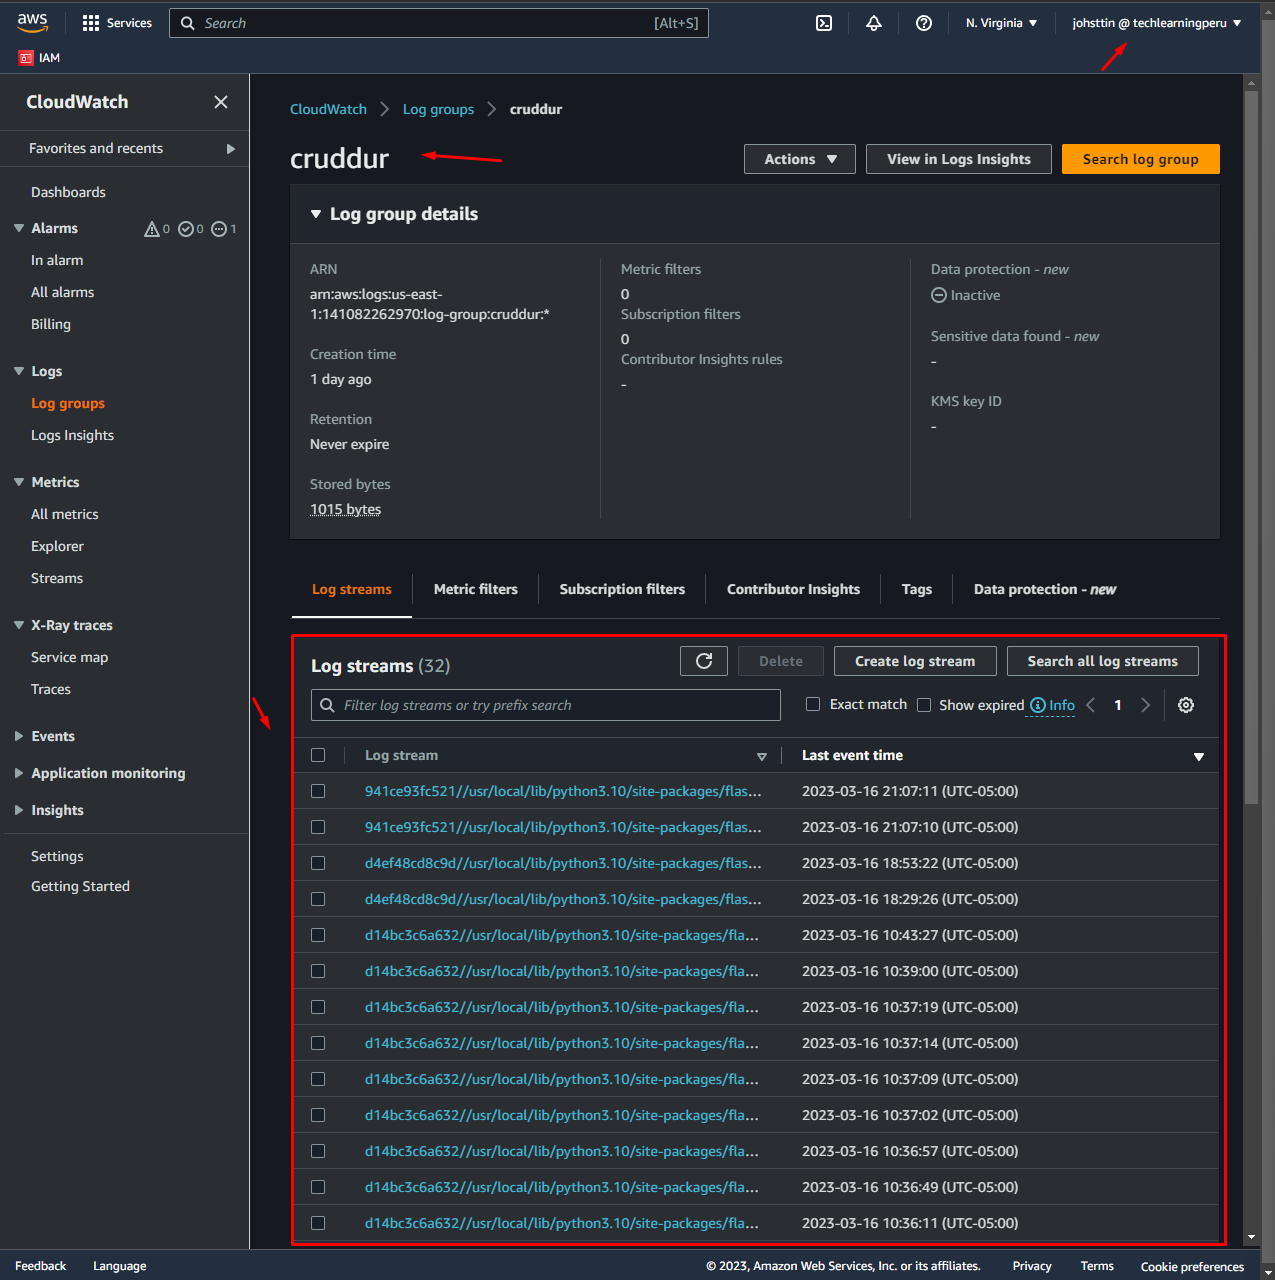 aws
Services
Search
[Alt+S]
N. Virginia
johsttin @ techlearningperu
IAM
CloudWatch
Favorites and recents
Dashboards
Alarms
0
0
1
In alarm
All alarms
Billing
Logs
Log groups
Logs Insights
Metrics
All metrics
Explorer
Streams
X-Ray traces
Service map
Traces
Events
Application monitoring
Insights
Settings
Getting Started
CloudWatch
Log groups
cruddur
cruddur
Actions
View in Logs Insights
Search log group
Log group details
ARN
arn:aws:logs:us-east-
1:141082262970:log-group:cruddur:*
Creation time
1 day ago
Retention
Never expire
Stored bytes
1015 bytes
Metric filters
0
Subscription filters
0
Contributor Insights rules
-
Data protection - new
Inactive
Sensitive data found - new
-
KMS key ID
-
Log streams
Metric filters
Subscription filters
Contributor Insights
Tags
Data protection - new
Log streams (32)
Delete
Create log stream
Search all log streams
Filter log streams or try prefix search
Exact match
Show expired
Info
1
Log stream
Last event time
941ce93fc521//usr/local/lib/python3.10/site-packages/flas... 2023-03-16 21:07:11 (UTC-05:00)
941ce93fc521//usr/local/lib/python3.10/site-packages/flas... 2023-03-16 21:07:10 (UTC-05:00)
d4ef48cd8c9d//usr/local/lib/python3.10/site-packages/flas... 2023-03-16 18:53:22 (UTC-05:00)
d4ef48cd8c9d//usr/local/lib/python3.10/site-packages/flas... 2023-03-16 18:29:26 (UTC-05:00)
d14bc3c6a632//usr/local/lib/python3.10/site-packages/fla... 2023-03-16 10:43:27 (UTC-05:00)
d14bc3c6a632//usr/local/lib/python3.10/site-packages/fla... 2023-03-16 10:39:00 (UTC-05:00)
d14bc3c6a632//usr/local/lib/python3.10/site-packages/fla... 2023-03-16 10:37:19 (UTC-05:00)
d14bc3c6a632//usr/local/lib/python3.10/site-packages/fla... 2023-03-16 10:37:14 (UTC-05:00)
d14bc3c6a632//usr/local/lib/python3.10/site-packages/fla... 2023-03-16 10:37:09 (UTC-05:00)
d14bc3c6a632//usr/local/lib/python3.10/site-packages/fla... 2023-03-16 10:37:02 (UTC-05:00)
d14bc3c6a632//usr/local/lib/python3.10/site-packages/fla... 2023-03-16 10:36:57 (UTC-05:00)
d14bc3c6a632//usr/local/lib/python3.10/site-packages/fla... 2023-03-16 10:36:49 (UTC-05:00)
d14bc3c6a632//usr/local/lib/python3.10/site-packages/fla... 2023-03-16 10:36:11 (UTC-05:00)
Feedback
Language
© 2023, Amazon Web Services, Inc. or its affiliates.
Privacy
Terms
Cookie preferences